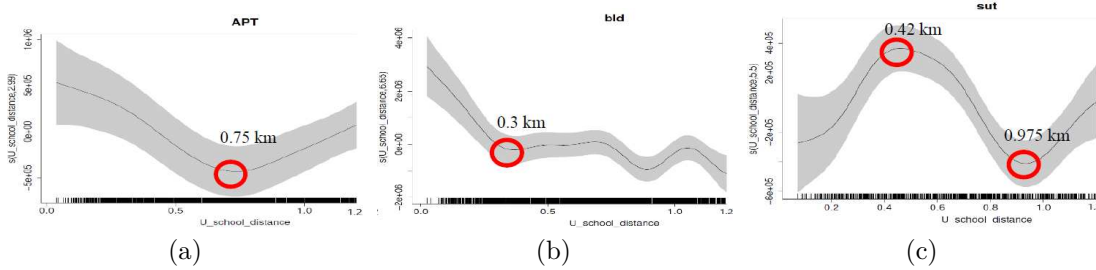 APT
s(U_school_distance,2.99)
1e+06
5e+05
0e+00
−5e+05
0.75 km
0.0
0.5
1.0
1.2
U_school_distance
(a)
bld
s(U_school_distance,6.65)
4e+06
2e+06
0e+00
−2e+06
0.3 km
0.0
0.5
1.0
1.2
U_school_distance
(b)
sut
s(U_school_distance,5.5)
4e+05
2e+05
−2e+05
−6e+05
0.42 km
0.975 km
0.2
0.4
0.6
0.8
1.0
1.2
U_school_distance
(c)